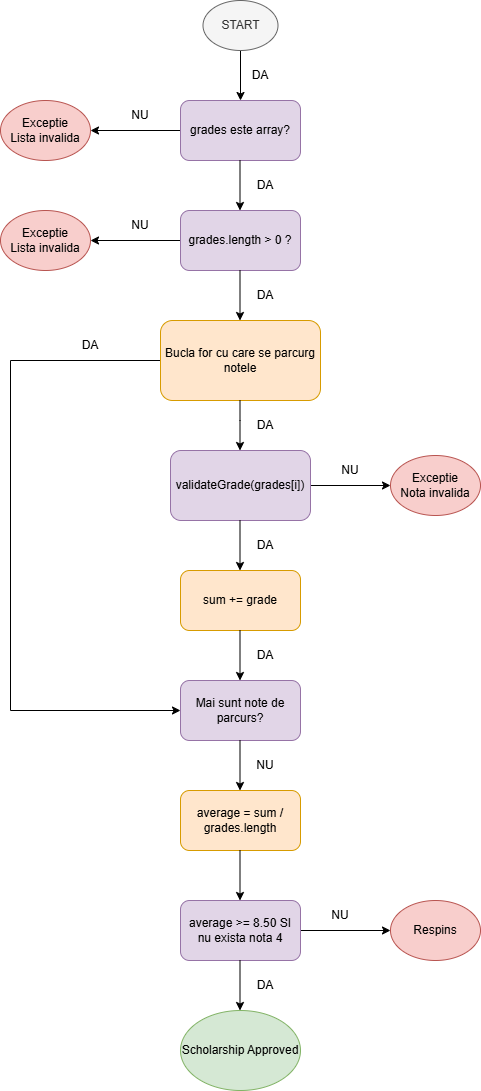 START
DA
grades este array?
NU
Exceptie
Lista invalida
DA
grades.length > 0 ?
NU
Exceptie
Lista invalida
DA
Bucla for cu care se parcurg
notele
DA
DA
validateGrade(grades[i])
NU
Exceptie
Nota invalida
DA
sum += grade
DA
Mai sunt note de
parcurs?
NU
average = sum /
grades.length
average >= 8.50 SI
nu exista nota 4
NU
Respins
DA
Scholarship Approved